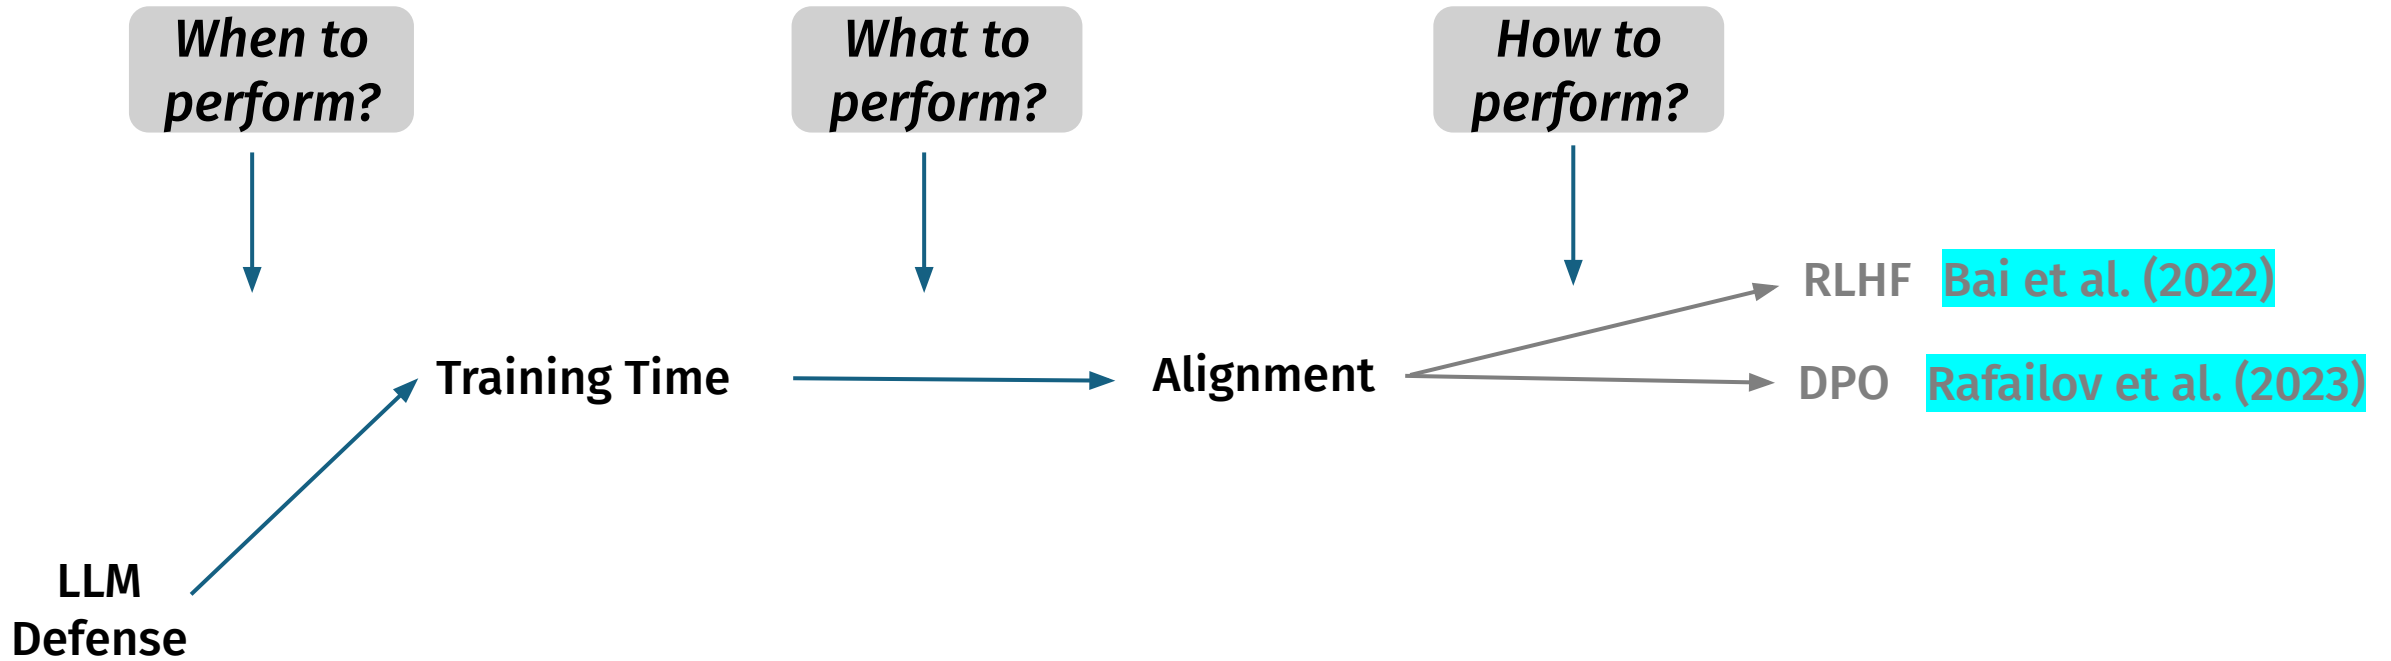 When to
perform?
What to
perform?
How to
perform?
RLHF Bai et al. (2022)
Training Time
Alignment
DPO Rafailov et al. (2023)
LLM
Defense